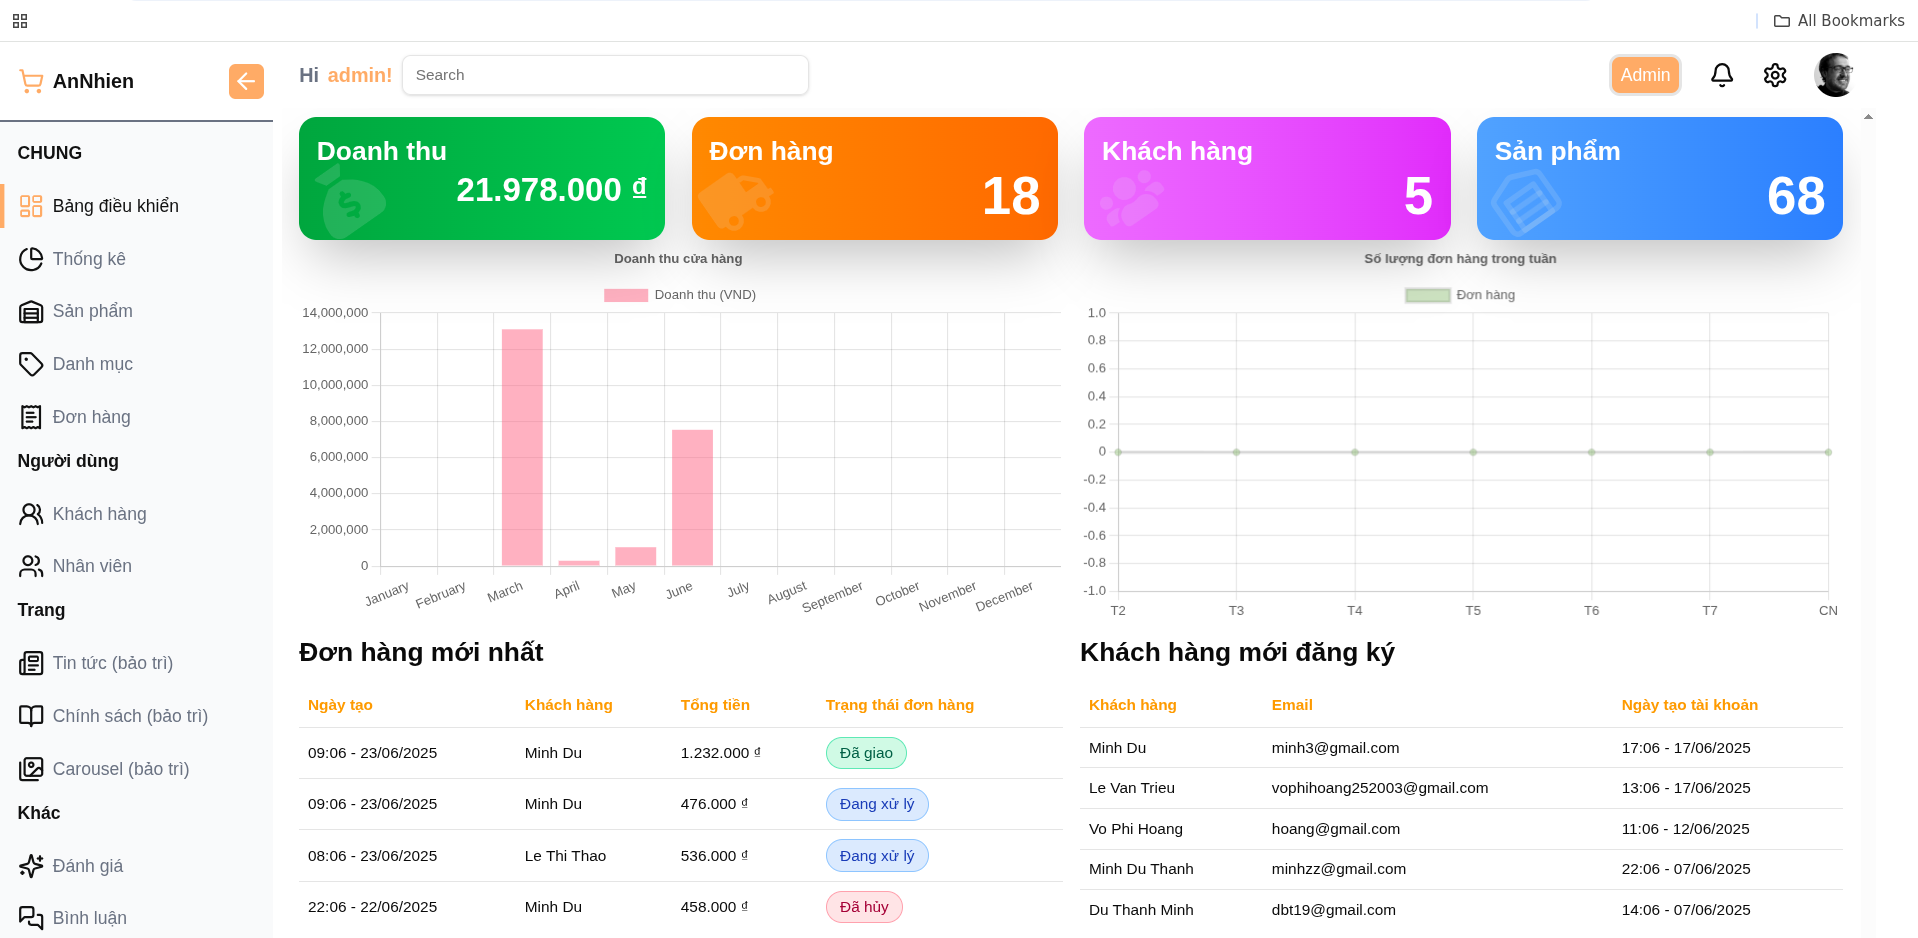 All Bookmarks
AnNhien
Hi admin!
Search
Admin
CHUNG
Bảng điều khiển
Thống kê
Sản phẩm
Danh mục
Đơn hàng
Người dùng
Khách hàng
Nhân viên
Trang
Tin tức (bảo trì)
Chính sách (bảo trì)
Carousel (bảo trì)
Khác
Đánh giá
Bình luận
Doanh thu
21.978.000 ₫
Đơn hàng
18
Khách hàng
5
Sản phẩm
68
Doanh thu cửa hàng
Doanh thu (VND)
14,000,000
12,000,000
10,000,000
8,000,000
6,000,000
4,000,000
2,000,000
0
January February March April May June July August September October November December
Số lượng đơn hàng trong tuần
Đơn hàng
1.0
0.8
0.6
0.4
0.2
0
-0.2
-0.4
-0.6
-0.8
-1.0
T2 T3 T4 T5 T6 T7 CN
Đơn hàng mới nhất
Ngày tạo Khách hàng Tổng tiền Trạng thái đơn hàng
09:06 - 23/06/2025 Minh Du 1.232.000 ₫ Đã giao
09:06 - 23/06/2025 Minh Du 476.000 ₫ Đang xử lý
08:06 - 23/06/2025 Le Thi Thao 536.000 ₫ Đang xử lý
22:06 - 22/06/2025 Minh Du 458.000 ₫ Đã hủy
Khách hàng mới đăng ký
Khách hàng Email Ngày tạo tài khoản
Minh Du minh3@gmail.com 17:06 - 17/06/2025
Le Van Trieu vophihoang252003@gmail.com 13:06 - 17/06/2025
Vo Phi Hoang hoang@gmail.com 11:06 - 12/06/2025
Minh Du Thanh minhzz@gmail.com 22:06 - 07/06/2025
Du Thanh Minh dbt19@gmail.com 14:06 - 07/06/2025